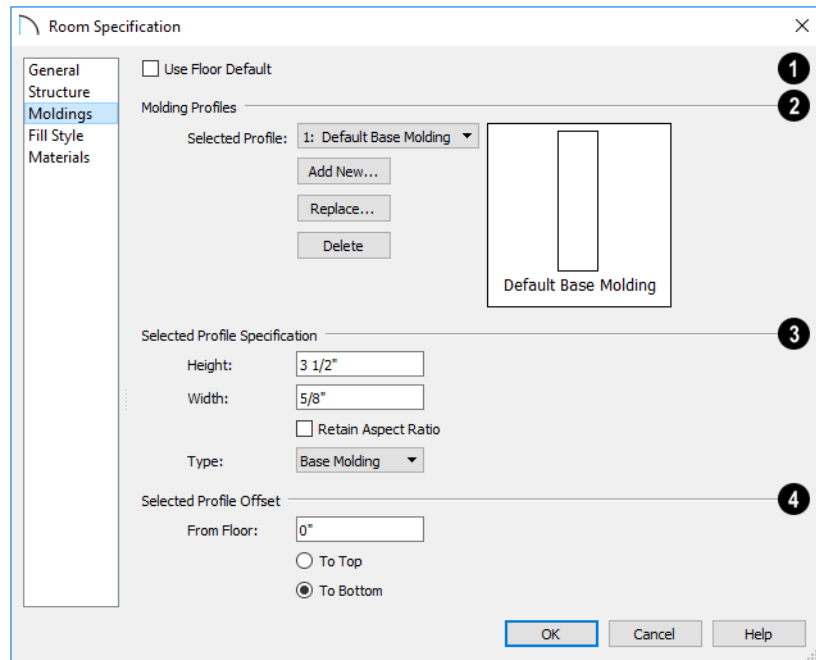 Room Specification
General
Structure
Moldings
Fill Style
Materials
Use Floor Default
1
Molding Profiles
2
Selected Profile:
1: Default Base Molding
Add New...
Replace...
Delete
Default Base Molding
Selected Profile Specification
3
Height:
3 1/2"
Width:
5/8"
Retain Aspect Ratio
Type:
Base Molding
Selected Profile Offset
4
From Floor:
0"
To Top
To Bottom
OK
Cancel
Help